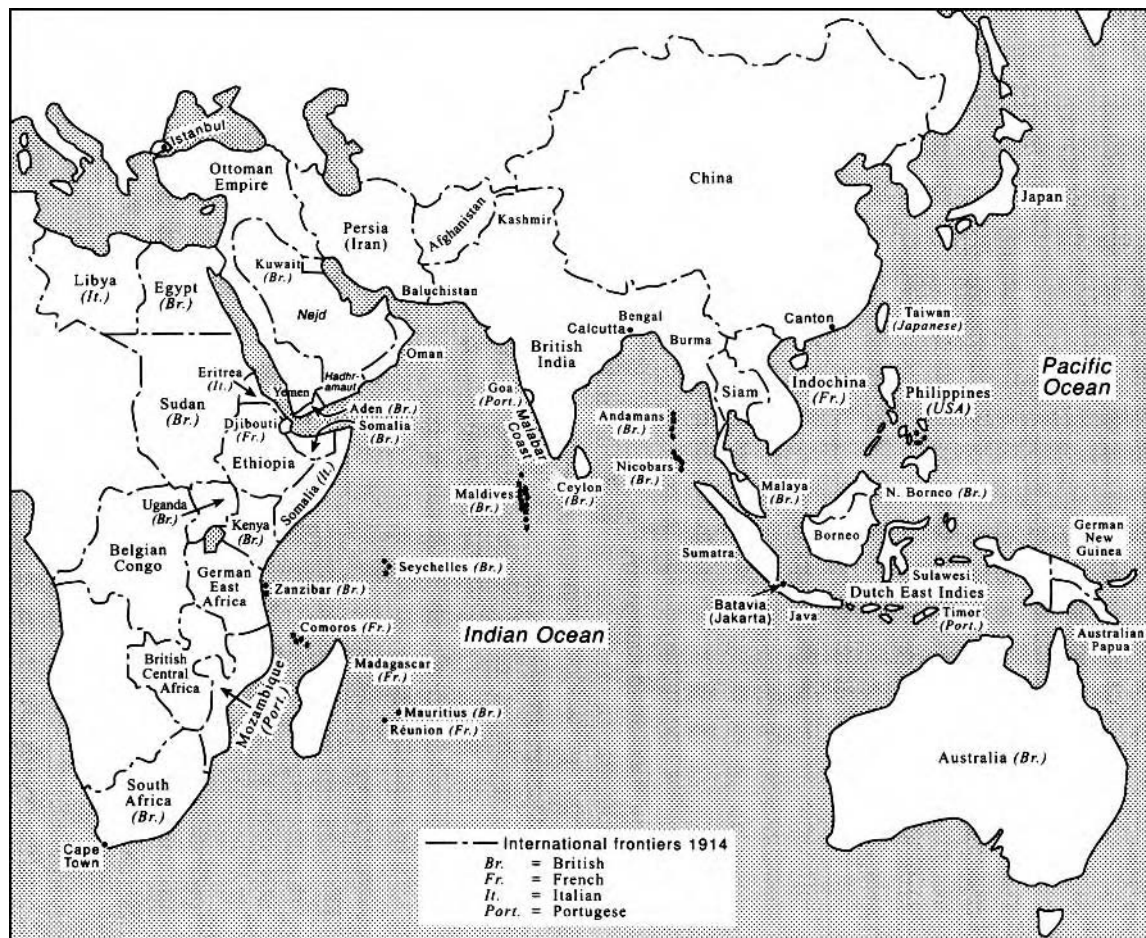 Istanbul
Ottoman
Empire
China
Japan
Persia
(Iran)
Afghanistan
Kashmir
Libya
(It.)
Egypt
(Br.)
Kuwait
(Br.)
Nejd
Baluchistan
Oman
Bengal
Calcutta
British
India
Burma
Canton
Taiwan
(Japanese)
Eritrea
(It.)
Yemen
Hadhr-
amaut
Goa
(Port.)
Malabar
Coast
Siam
Indochina
(Fr.)
Philippines
(USA)
Pacific
Ocean
Sudan
(Br.)
Aden (Br.)
Djibouti
(Fr.)
Somalia
(Br.)
Ethiopia
Somalia (It.)
Andamans
(Br.)
Nicobars
(Br.)
Maldives
(Br.)
Ceylon
(Br.)
Malaya
(Br.)
N. Borneo (Br.)
Uganda
(Br.)
Kenya
(Br.)
Belgian
Congo
German
East
Africa
Seychelles (Br.)
Zanzibar (Br.)
Sumatra
Borneo
Sulawesi
Dutch East Indies
German
New
Guinea
Batavia
(Jakarta)
Java
Timor
(Port.)
Australian
Papua
Comoros (Fr.)
Indian Ocean
British
Central
Africa
Mozambique
(Port.)
Madagascar
(Fr.)
Mauritius (Br.)
Réunion (Fr.)
Australia (Br.)
South
Africa
(Br.)
Cape
Town
International frontiers 1914
Br. = British
Fr. = French
It. = Italian
Port. = Portugese